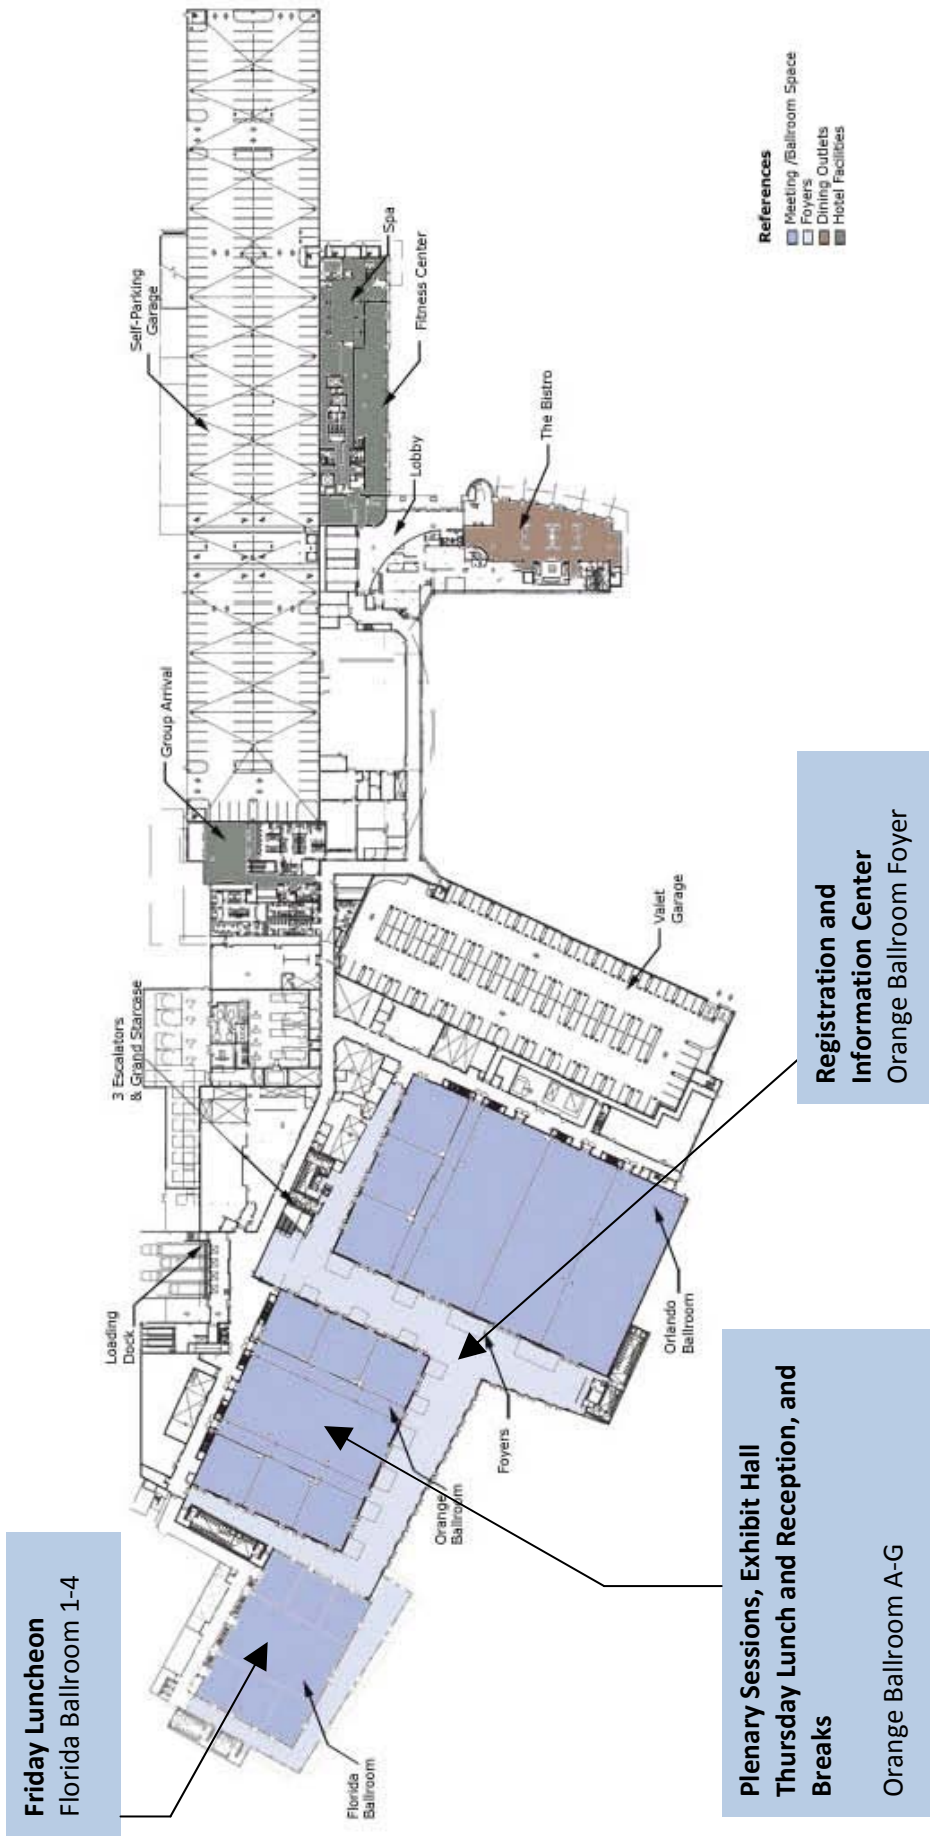 Friday Luncheon
Florida Ballroom 1-4
Florida
Ballroom
Loading
Dock
3 Escalators
& Grand Starcase
Group Arrival
Self-Parking
Garage
Spa
Fitness Center
Lobby
The Bistro
Valet
Garage
Orange
Ballroom
Foyers
Orlando
Ballroom
Plenary Sessions, Exhibit Hall
Thursday Lunch and Reception, and
Breaks
Orange Ballroom A-G
Registration and
Information Center
Orange Ballroom Foyer
References
Meeting /Ballroom Space
Foyers
Dining Outlets
Hotel Facilities